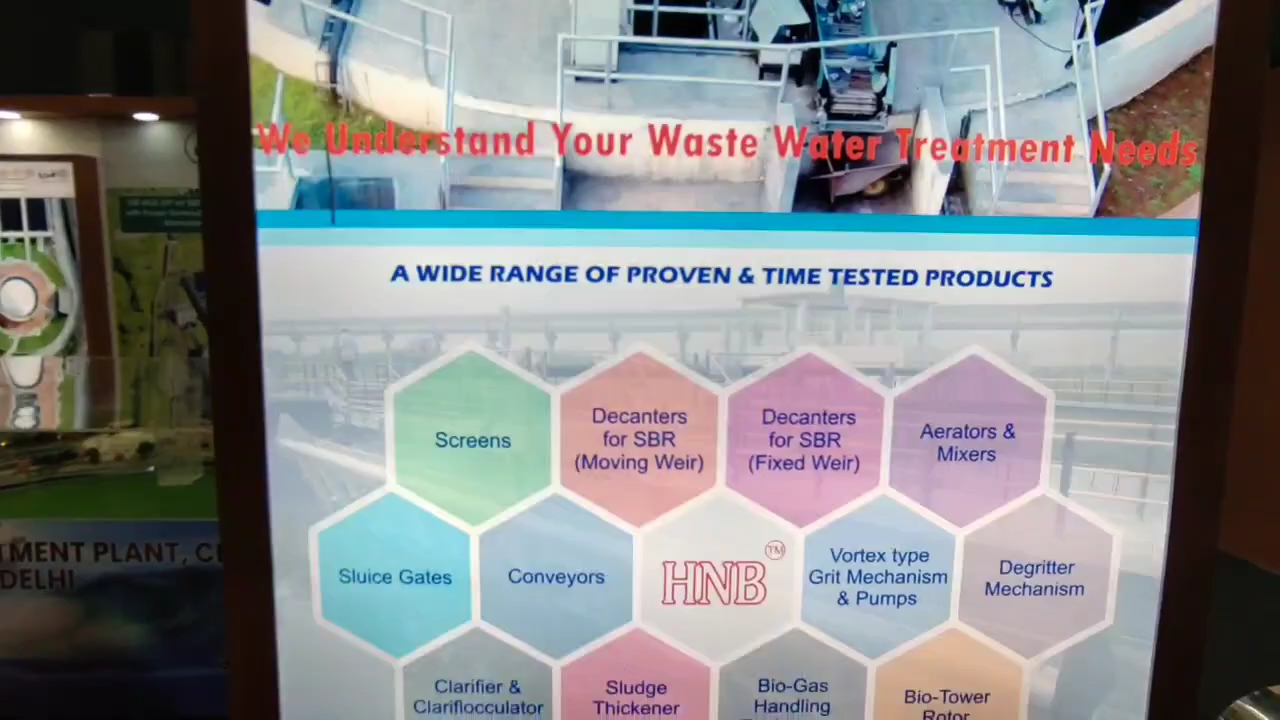 We Understand Your Waste Water Treatment Needs
A WIDE RANGE OF PROVEN & TIME TESTED PRODUCTS
Screens
Decanters
for SBR
(Moving Weir)
Decanters
for SBR
(Fixed Weir)
Aerators &
Mixers
Sluice Gates
Conveyors
HNB™
Vortex type
Grit Mechanism
& Pumps
Degritter
Mechanism
Clarifier &
Clariflocculator
Sludge
Thickener
Bio-Gas
Handling
Bio-Tower
Rotor
TMENT PLANT, C
DELHI